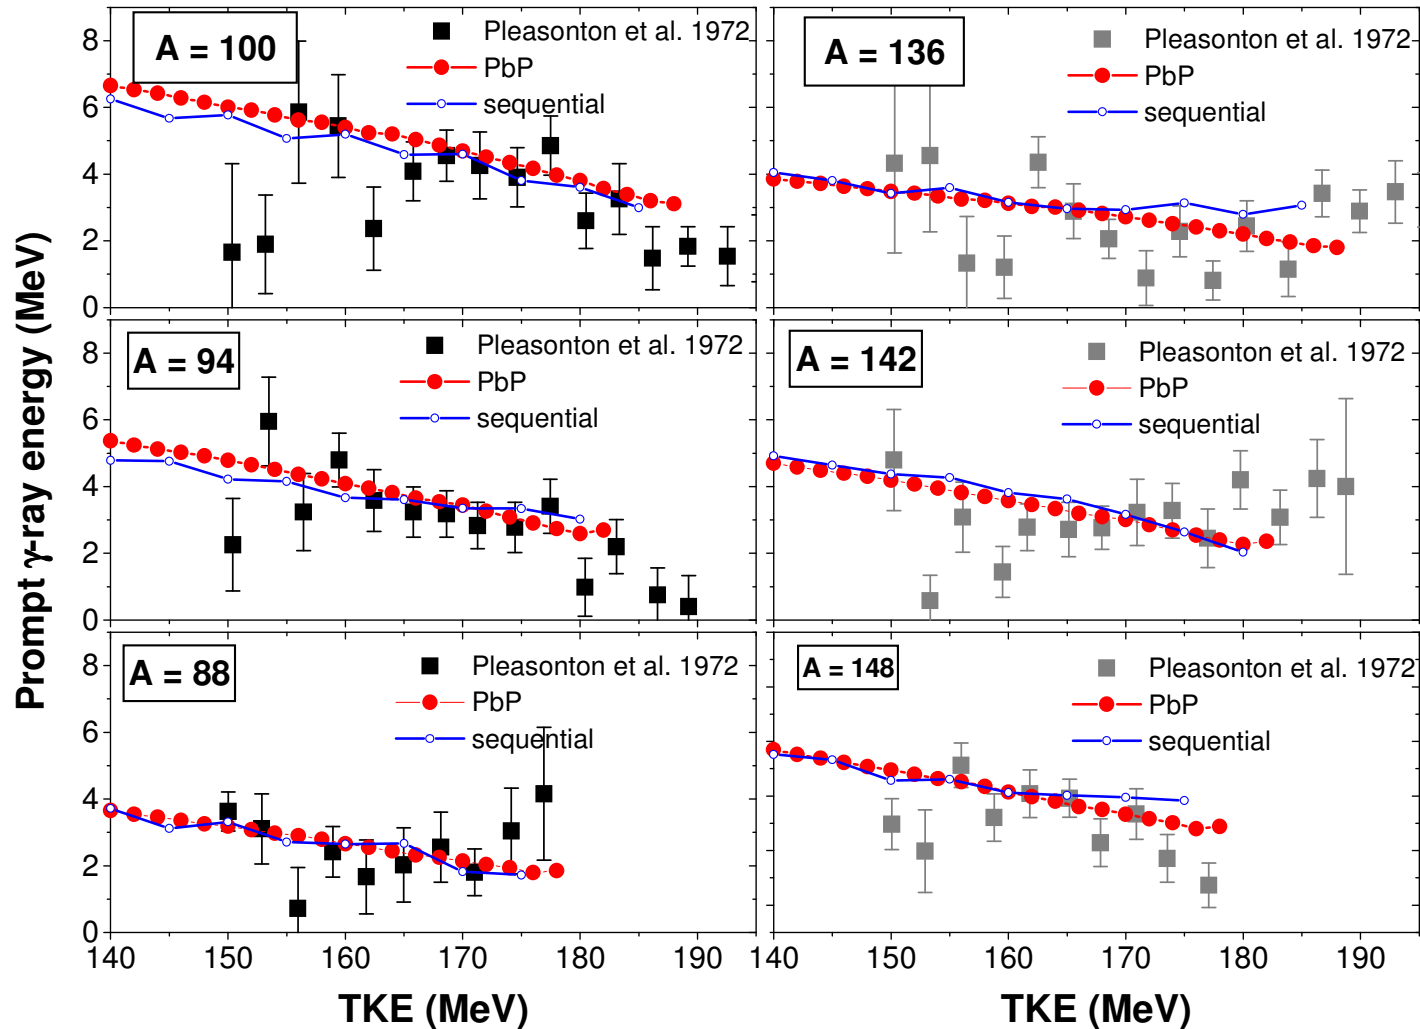 Prompt γ-ray energy (MeV)
8
6
4
2
0
A = 100
Pleasonton et al. 1972
PbP
sequential
A = 136
Pleasonton et al. 1972
PbP
sequential
8
6
4
2
0
A = 94
Pleasonton et al. 1972
PbP
sequential
A = 142
Pleasonton et al. 1972
PbP
sequential
8
6
4
2
0
A = 88
Pleasonton et al. 1972
PbP
sequential
A = 148
Pleasonton et al. 1972
PbP
sequential
140 150 160 170 180 190
140 150 160 170 180 190
TKE (MeV)
TKE (MeV)